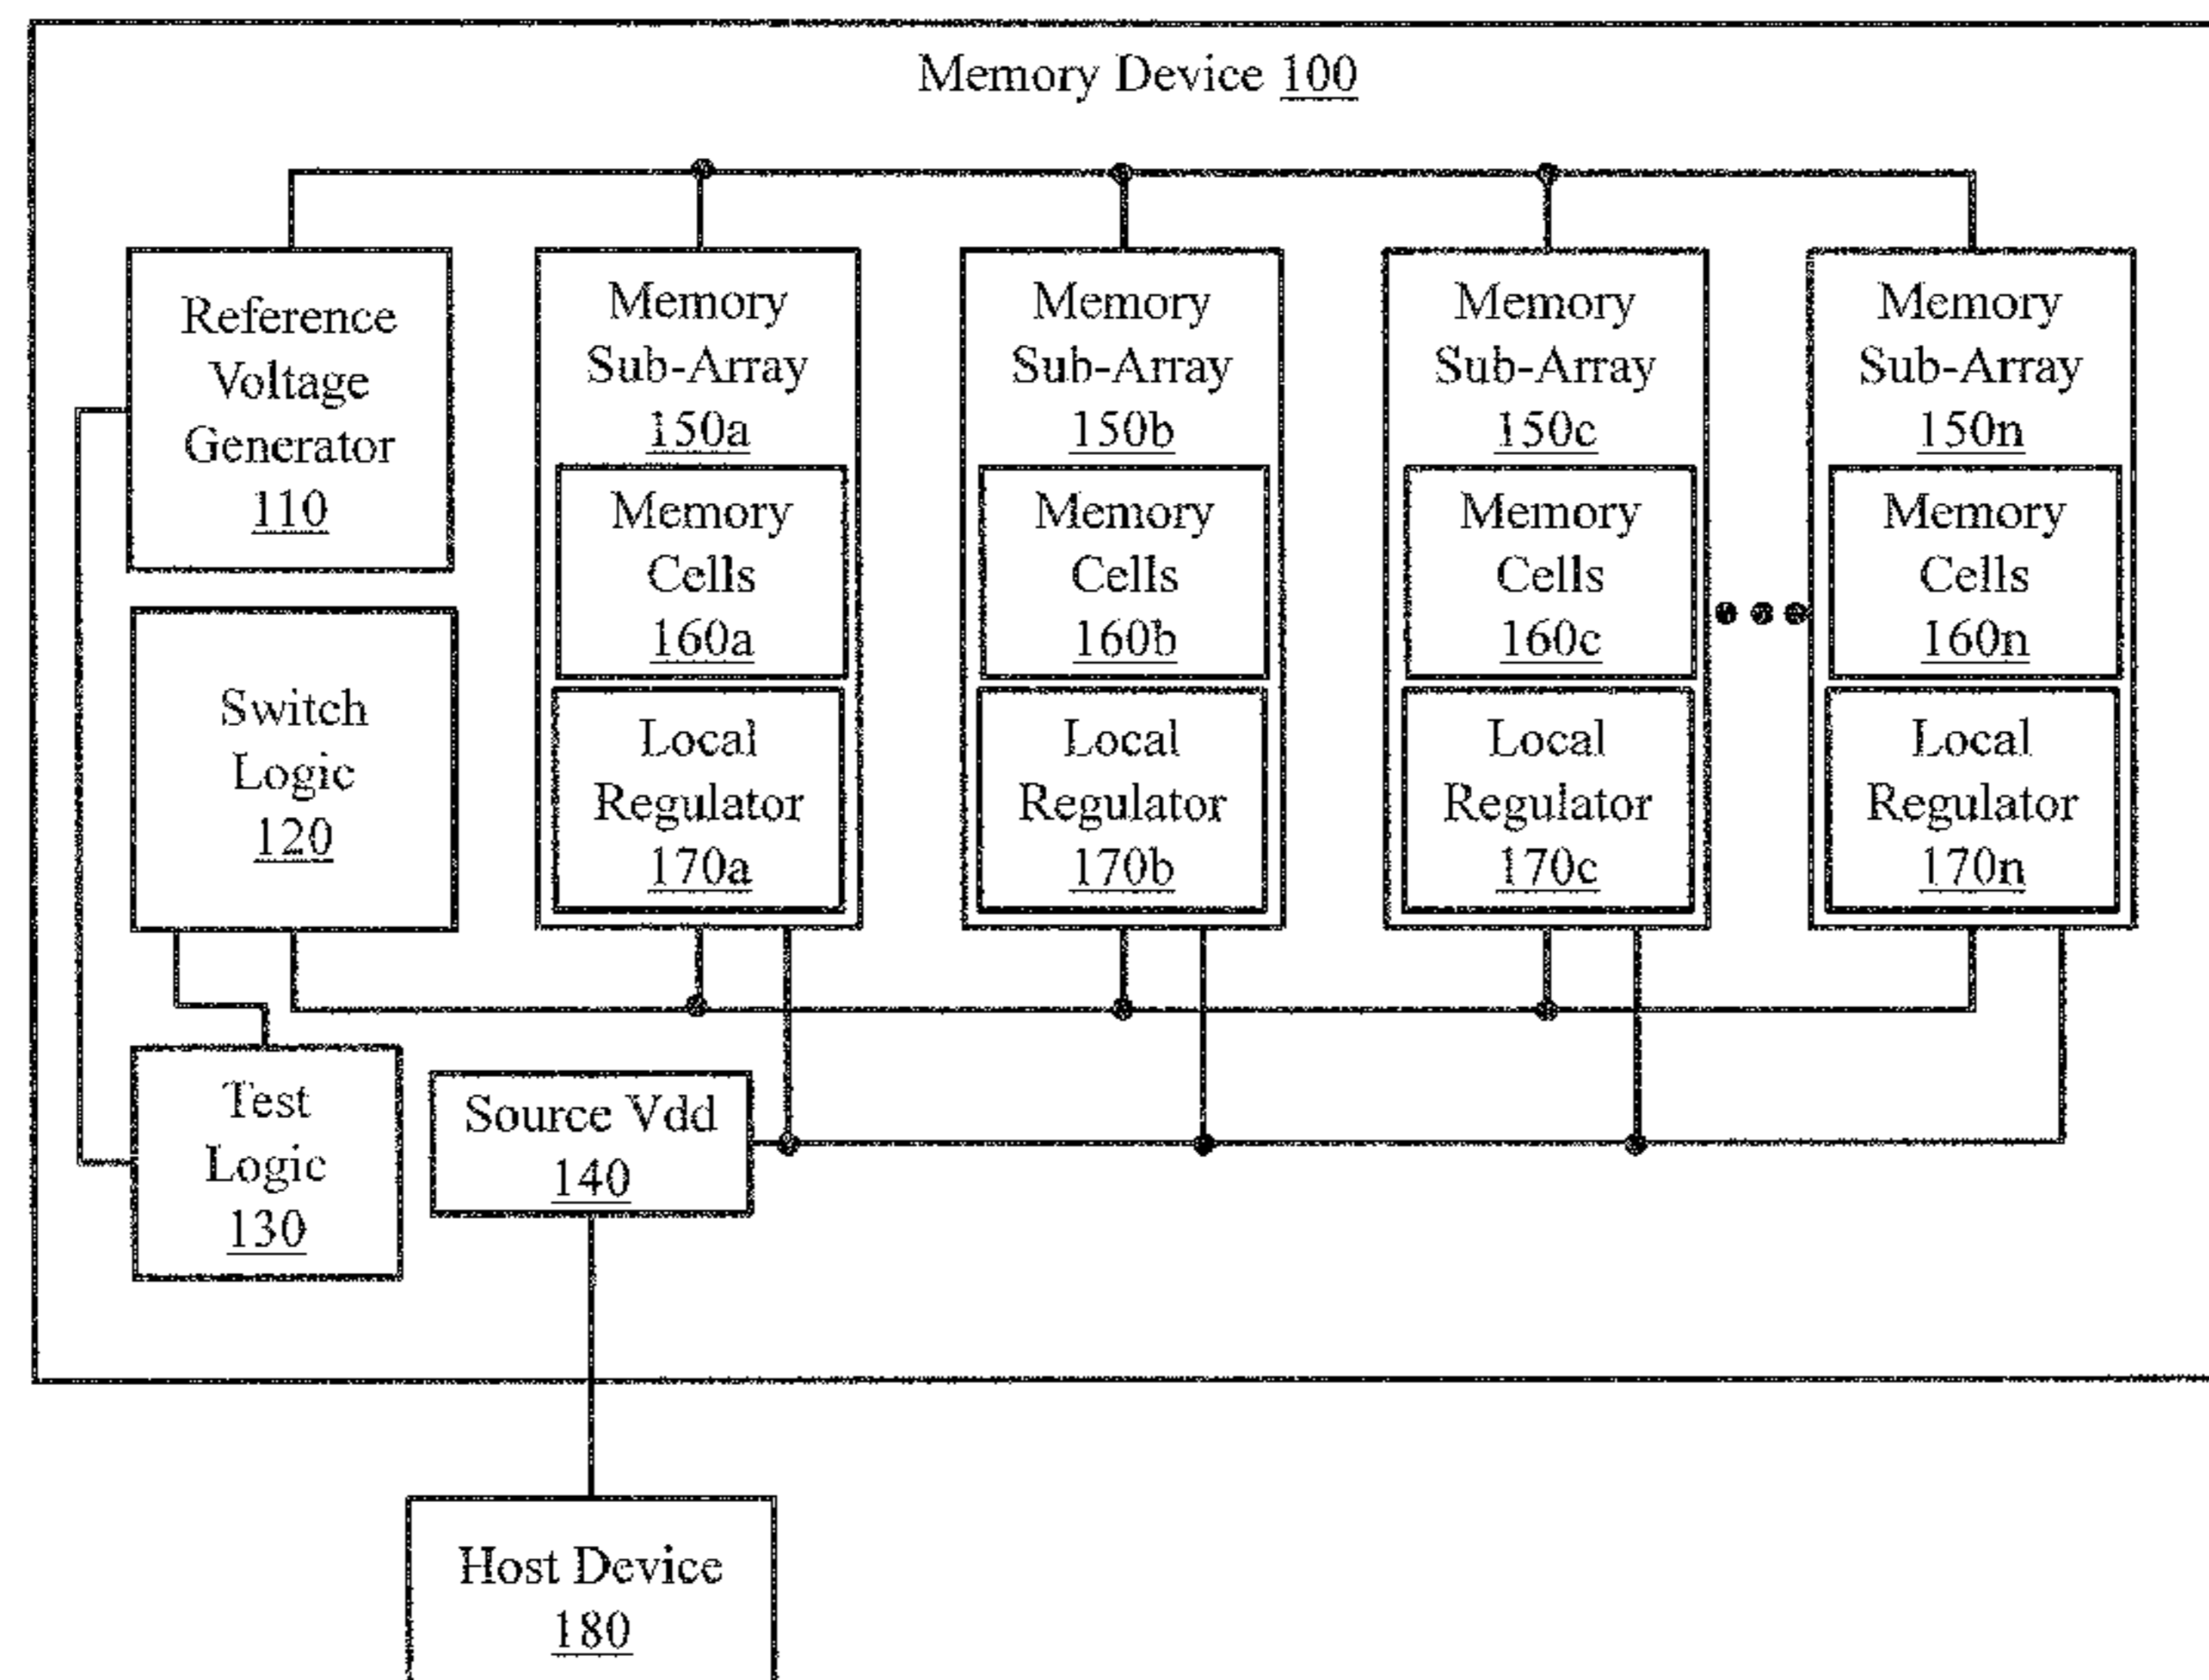 Memory Device 100
Reference
Voltage
Generator
110
Switch
Logic
120
Test
Logic
130
Source Vdd
140
Memory
Sub-Array
150a
Memory
Cells
160a
Local
Regulator
170a
Memory
Sub-Array
150b
Memory
Cells
160b
Local
Regulator
170b
Memory
Sub-Array
150c
Memory
Cells
160c
Local
Regulator
170c
Memory
Sub-Array
150n
Memory
Cells
160n
Local
Regulator
170n
Host Device
180